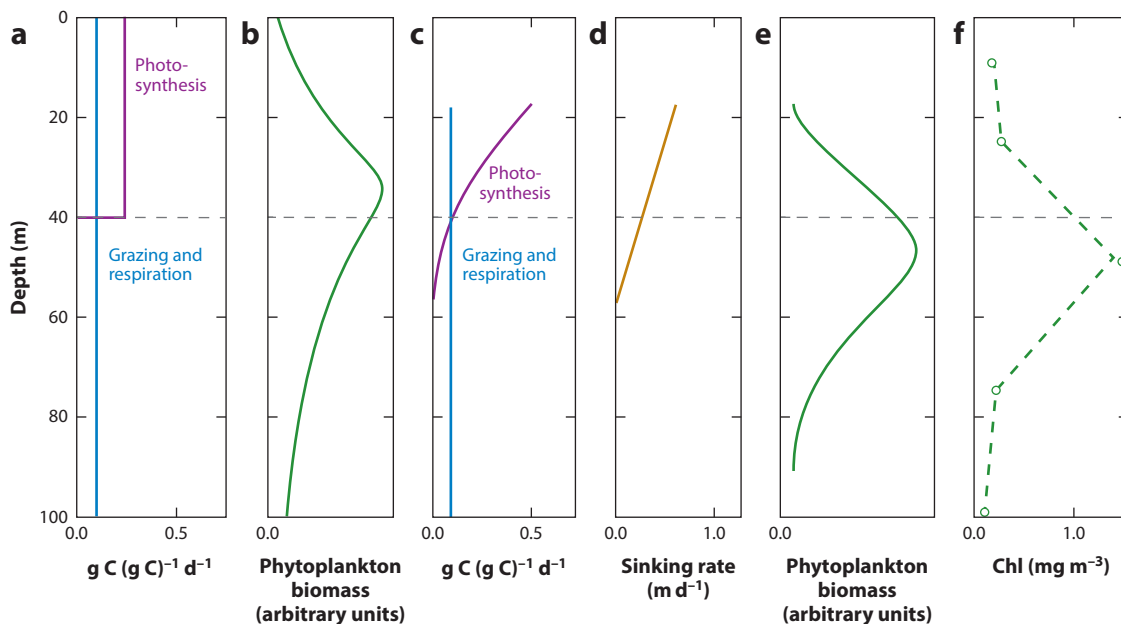 a
b
c
d
e
f
0
20
40
60
80
100
Depth (m)
Photo-
synthesis
Grazing and
respiration
0.0
0.5
g C (g C)⁻¹ d⁻¹
0.0
Phytoplankton
biomass
(arbitrary units)
Photo-
synthesis
Grazing and
respiration
0.0
0.5
g C (g C)⁻¹ d⁻¹
0.0
1.0
Sinking rate
(m d⁻¹)
0.0
Phytoplankton
biomass
(arbitrary units)
0.0
1.0
Chl (mg m⁻³)